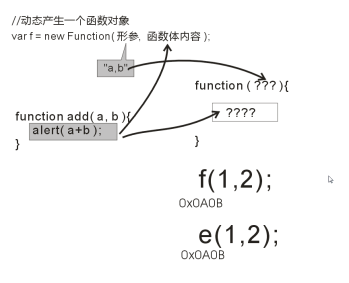 //动态产生一个函数对象
var f = new Function( 形参, 函数体内容 );
"a,b"
function ( ??? ){
function add( a, b ){
????
alert( a+b );
}
}
f(1,2);
0x0A0B
e(1,2);
0x0A0B